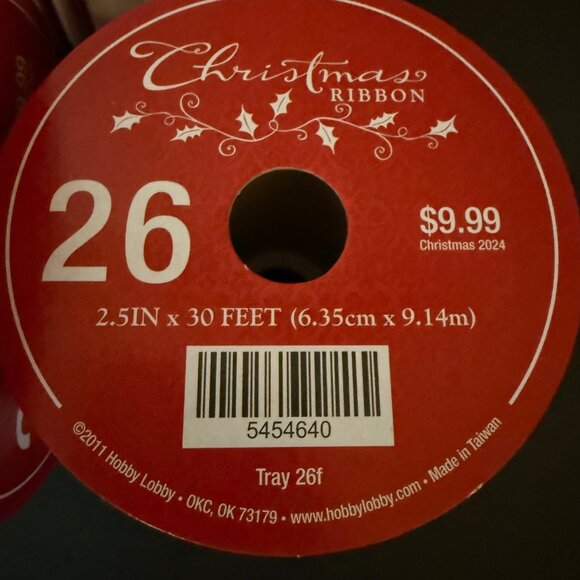 Christmas
RIBBON
26
$9.99
Christmas 2024
2.5IN x 30 FEET (6.35cm x 9.14m)
5454640
Tray 26f
©2011 Hobby Lobby • OKC, OK 73179 • www.hobbylobby.com • Made in Taiwan